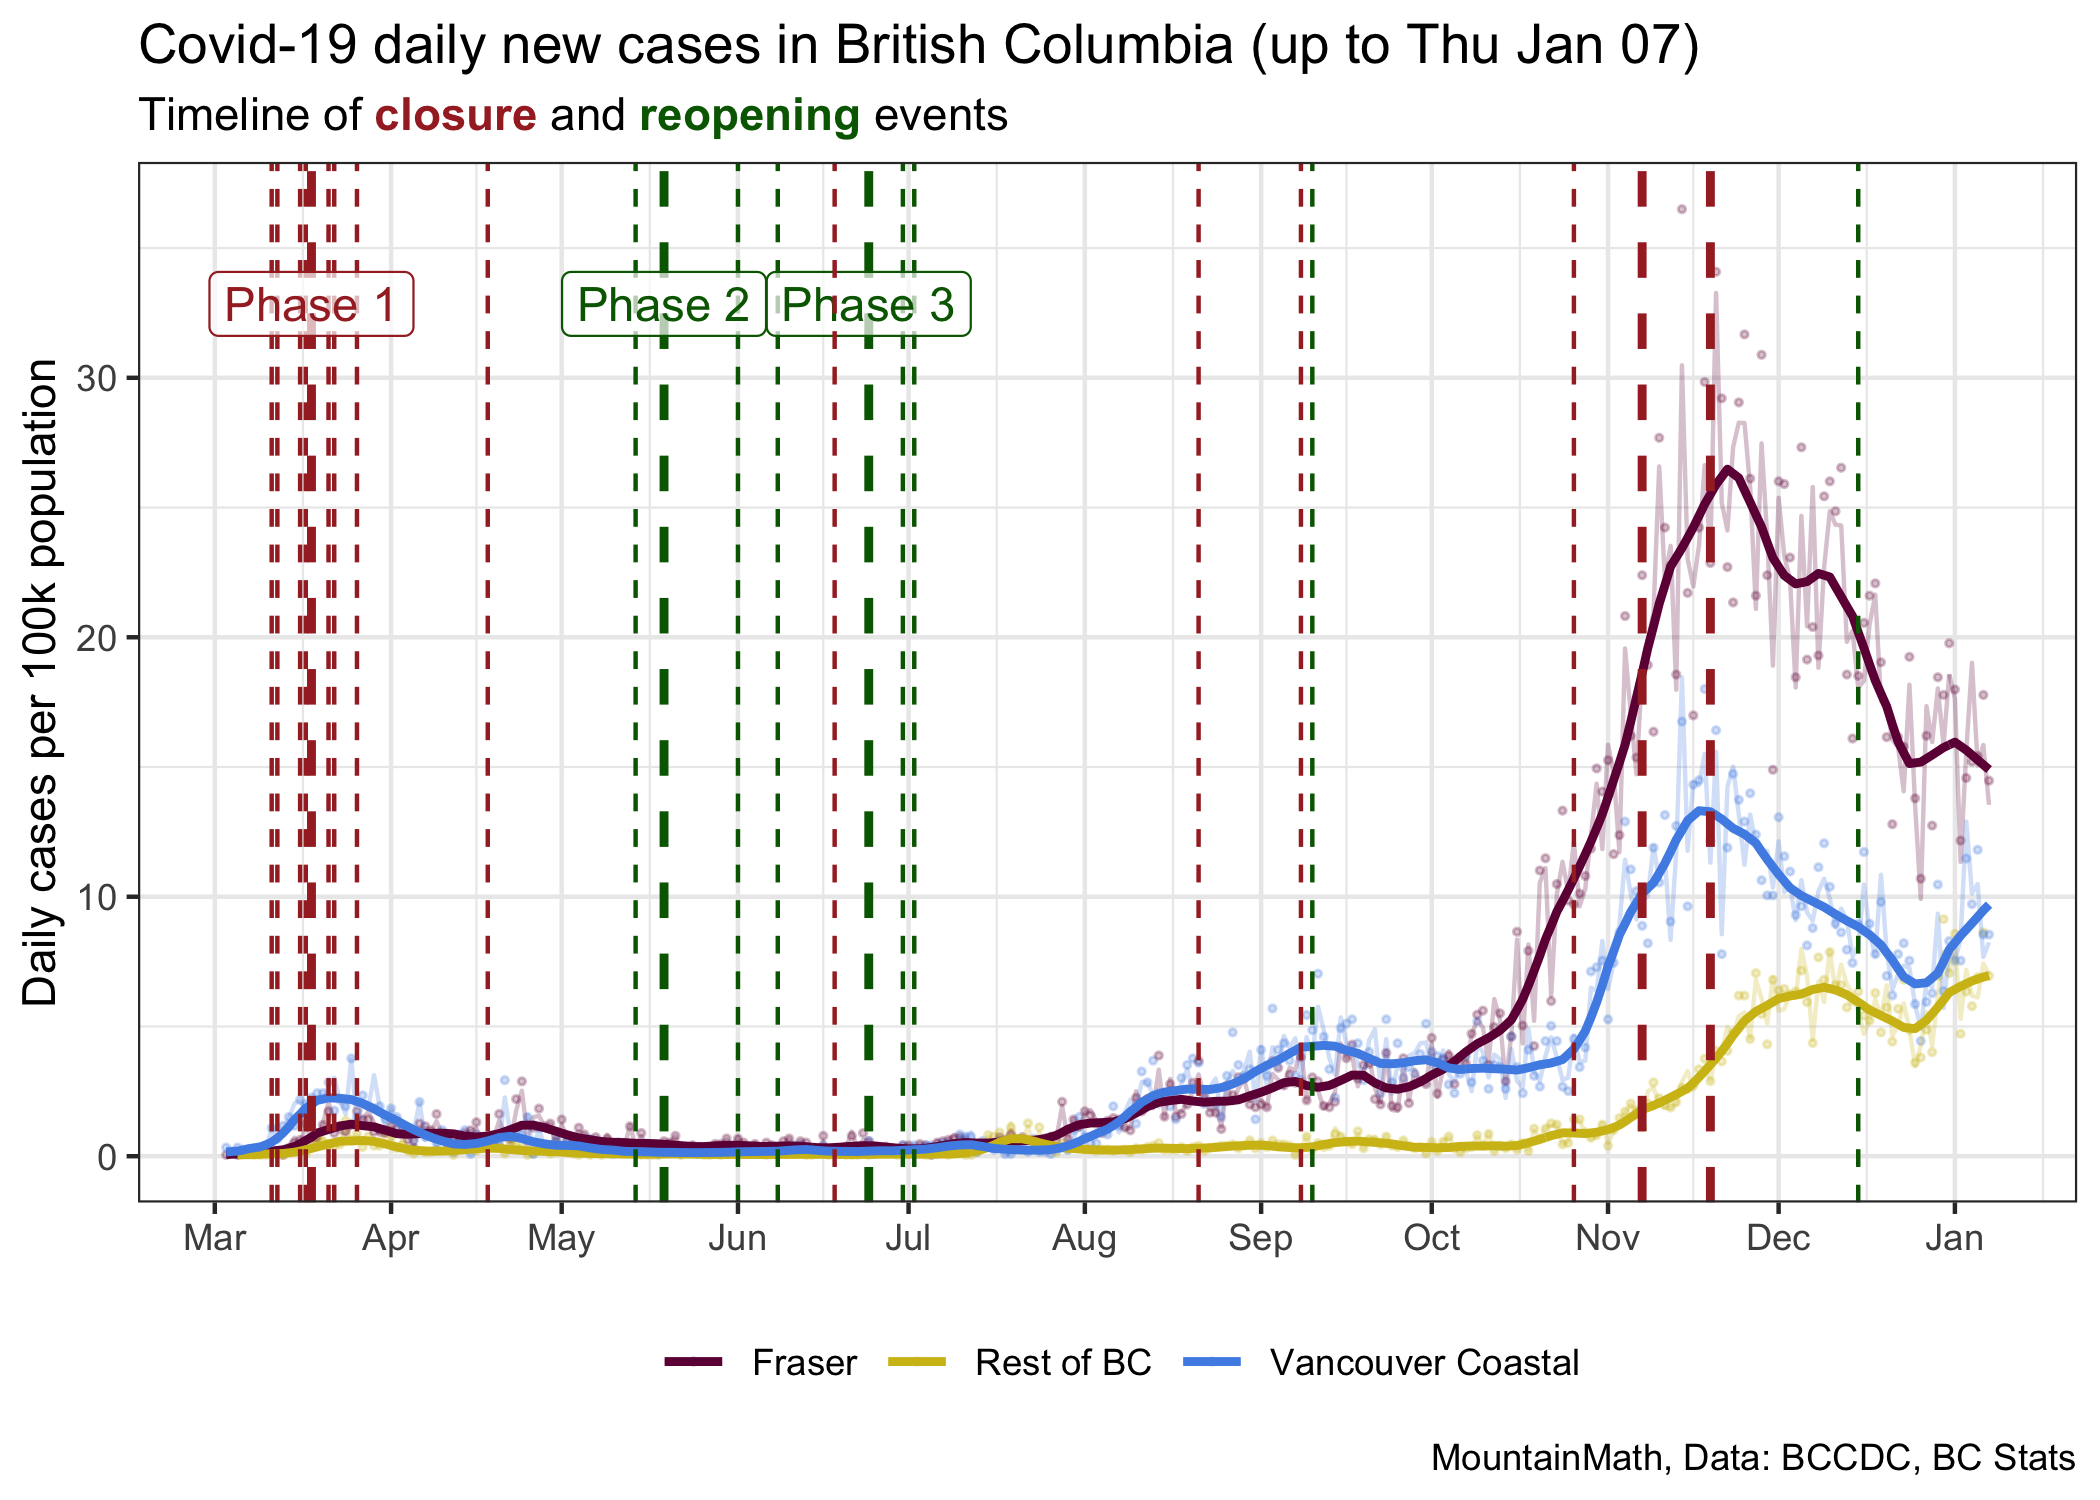 Covid-19 daily new cases in British Columbia (up to Thu Jan 07)
Timeline of closure and reopening events
Daily cases per 100k population
30
20
10
0
Phase 1
Phase 2
Phase 3
Mar Apr May Jun Jul Aug Sep Oct Nov Dec Jan
Fraser Rest of BC Vancouver Coastal
MountainMath, Data: BCCDC, BC Stats